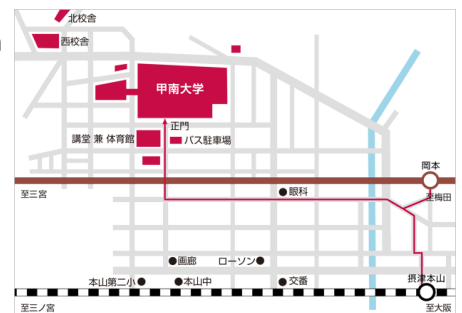 北校舎
西校舎
甲南大学
正門
講堂 兼 体育館
バス駐車場
岡本
至三宮
眼科
至梅田
画廊
ローソン
摂津本山
本山第二小
本山中
交番
至三ノ宮
至大阪